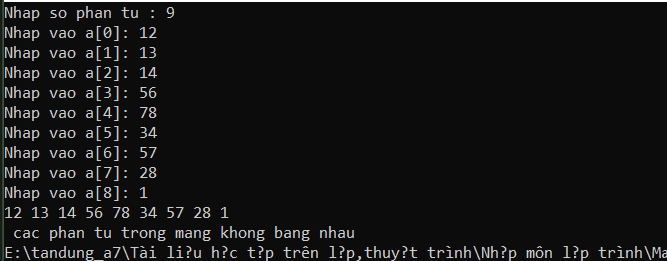 Nhap so phan tu : 9
Nhap vao a[0]: 12
Nhap vao a[1]: 13
Nhap vao a[2]: 14
Nhap vao a[3]: 56
Nhap vao a[4]: 78
Nhap vao a[5]: 34
Nhap vao a[6]: 57
Nhap vao a[7]: 28
Nhap vao a[8]: 1
12 13 14 56 78 34 57 28 1
cac phan tu trong mang khong bang nhau
E:\tandung_a7\Tài li?u h?c t?p trên l?p,thuy?t trình\Nh?p môn l?p trình\Ma